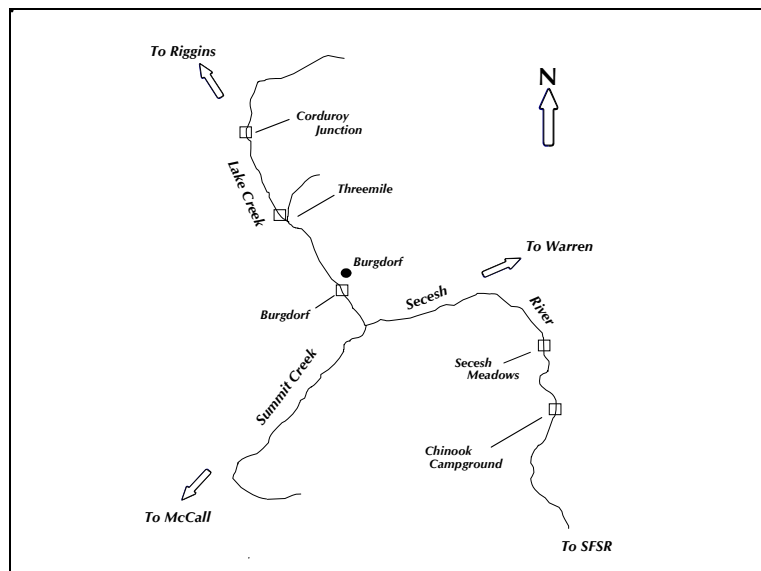 To Riggins
N
Corduroy
Junction
Lake Creek
Threemile
To Warren
Burgdorf
Burgdorf
Secesh
River
Secesh
Meadows
Summit Creek
Chinook
Campground
To McCall
To SFSR